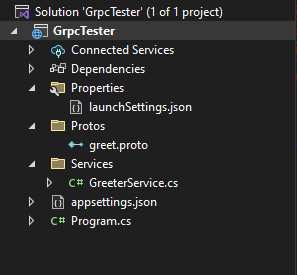 Solution 'GrpcTester' (1 of 1 project)
GrpcTester
Connected Services
Dependencies
Properties
launchSettings.json
Protos
greet.proto
Services
C# GreeterService.cs
appsettings.json
C# Program.cs